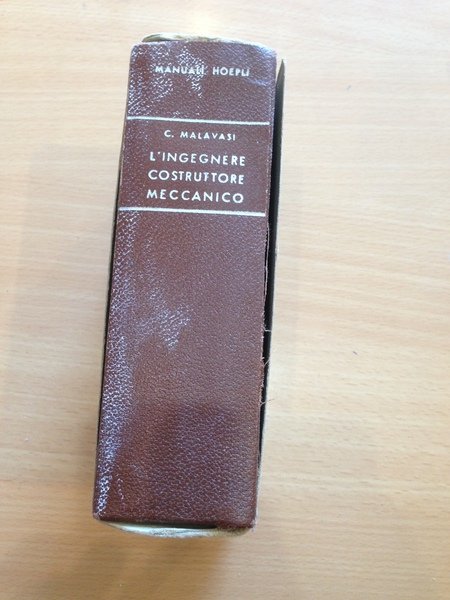 MANUALI HOEPLI
C. MALAVASI
L'INGEGNERE
COSTRUTTORE
MECCANICO